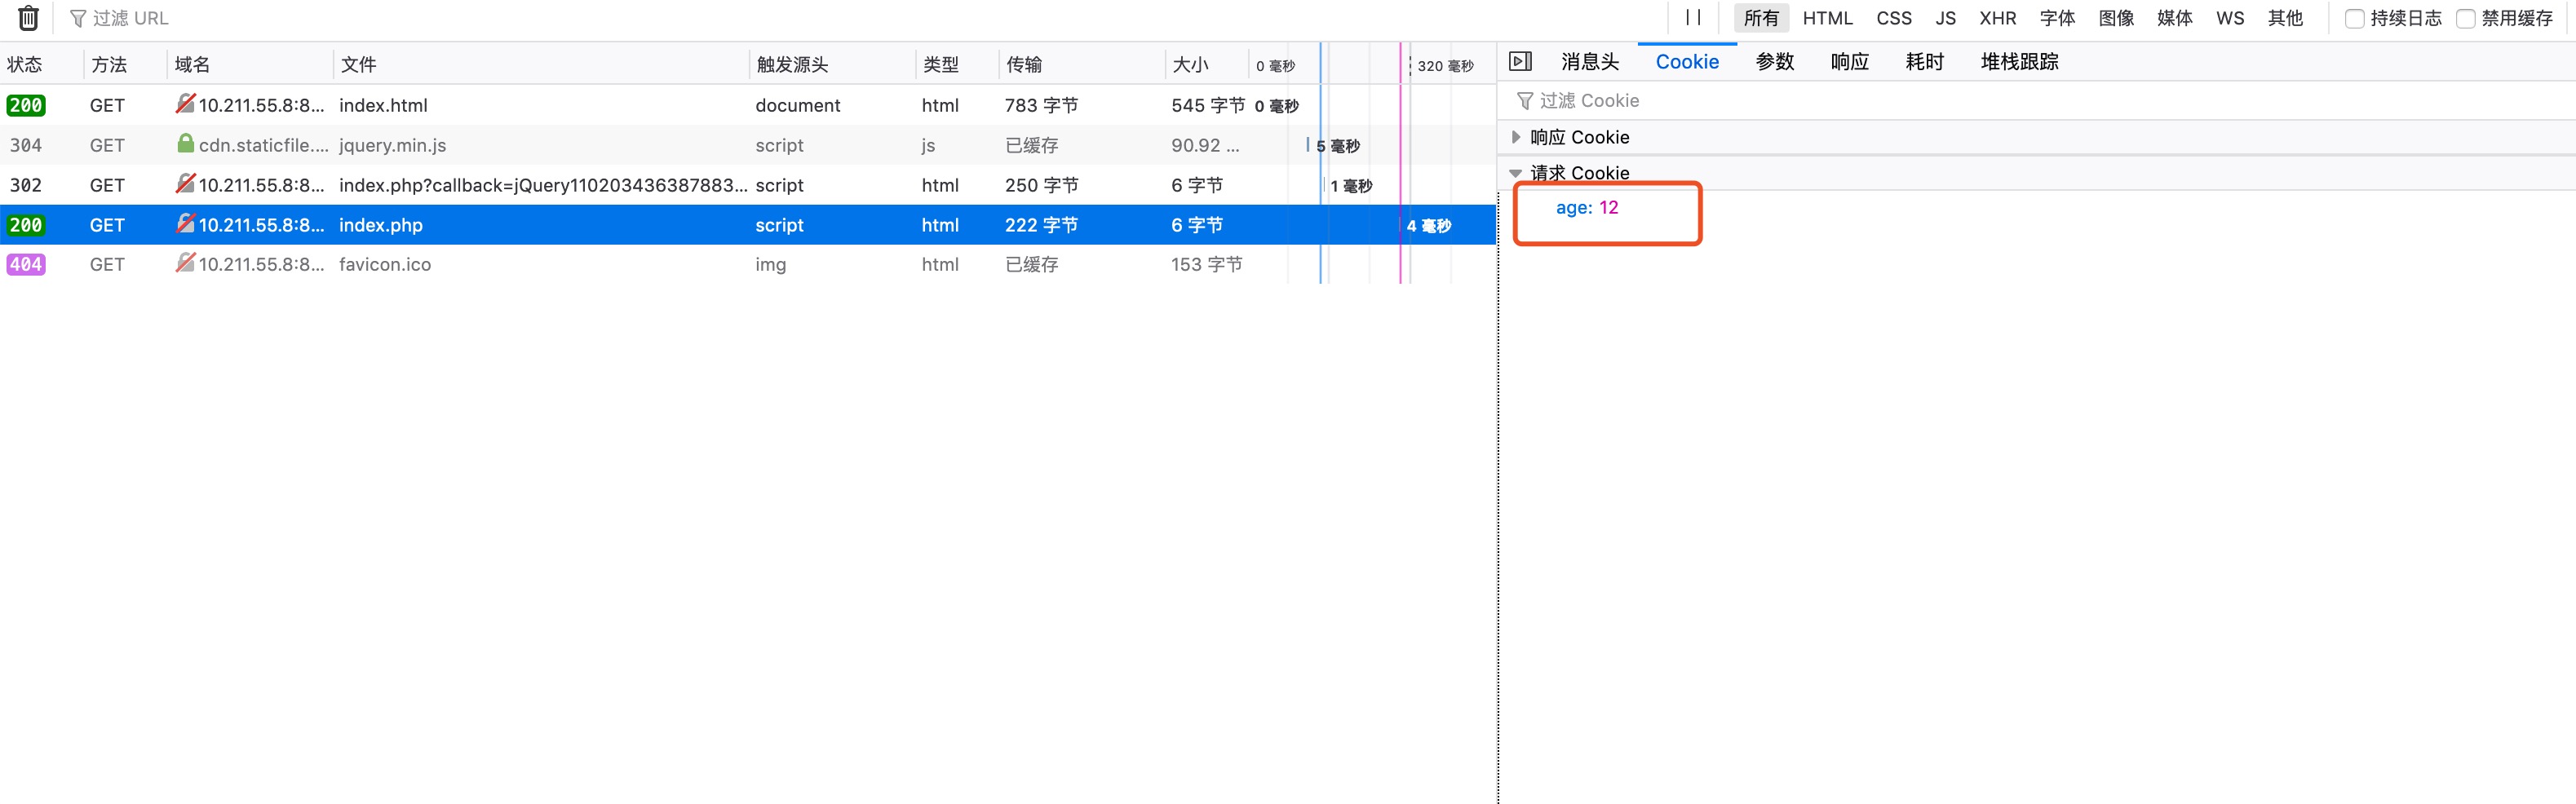 过滤 URL 所有 HTML CSS JS XHR 字体 图像 媒体 WS 其他 持续日志 禁用缓存
状态 方法 域名 文件 触发源头 类型 传输 大小 0 毫秒 320 毫秒
200 GET 10.211.55.8:8... index.html document html 783 字节 545 字节 0 毫秒
304 GET cdn.staticfile.... jquery.min.js script js 已缓存 90.92 ... 5 毫秒
302 GET 10.211.55.8:8... index.php?callback=jQuery110203436387883... script html 250 字节 6 字节 1 毫秒
200 GET 10.211.55.8:8... index.php script html 222 字节 6 字节 4 毫秒
404 GET 10.211.55.8:8... favicon.ico img html 已缓存 153 字节
消息头 Cookie 参数 响应 耗时 堆栈跟踪
过滤 Cookie
响应 Cookie
请求 Cookie
age: 12